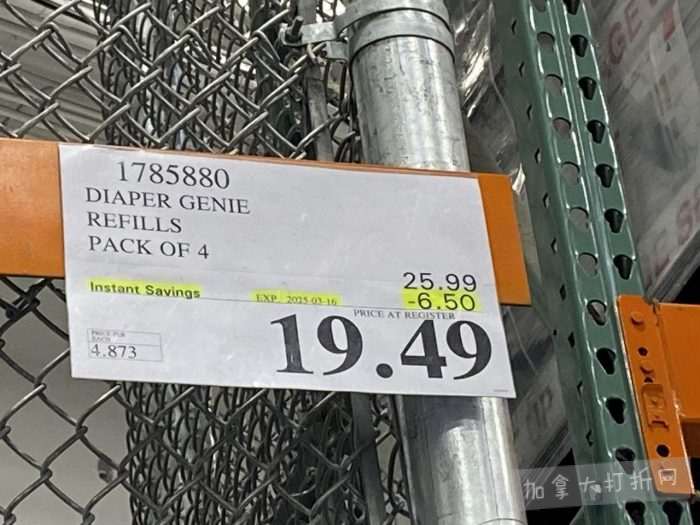 1785880
DIAPER GENIE
REFILLS
PACK OF 4
25.99
Instant Savings EXP 2025-03-16 -6.50
PRICE AT REGISTER
19.49
PRICE PER
EACH
4.873
加拿大打折网